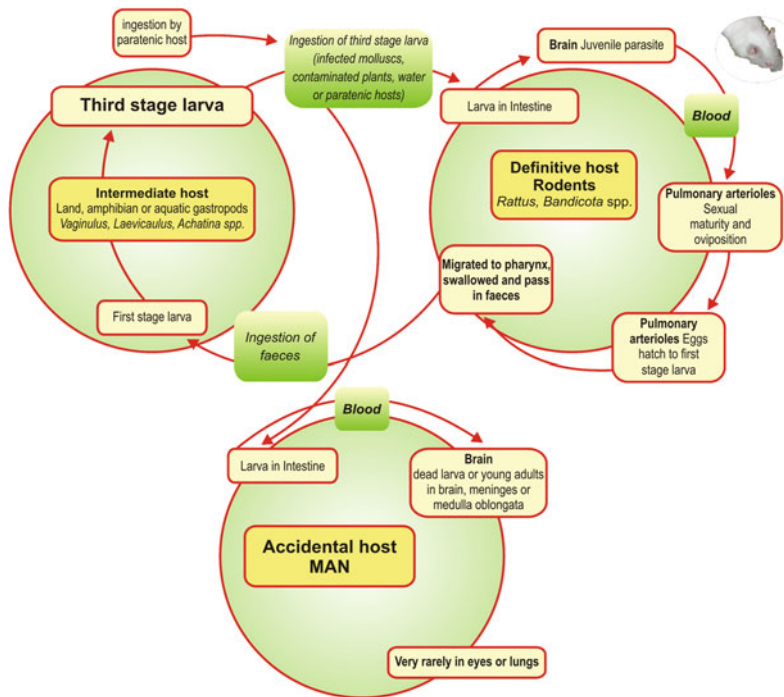 ingestion by
paratenic host
Ingestion of third stage larva
(infected molluscs,
contaminated plants, water
or paratenic hosts)
Third stage larva
Intermediate host
Land, amphibian or aquatic gastropods
Vaginulus, Laevicaulus, Achatina spp.
First stage larva
Ingestion of
faeces
Brain Juvenile parasite
Larva in Intestine
Blood
Definitive host
Rodents
Rattus, Bandicota spp.
Pulmonary arterioles
Sexual
maturity and
oviposition
Migrated to pharynx,
swallowed and pass
in faeces
Pulmonary
arterioles Eggs
hatch to first
stage larva
Blood
Larva in Intestine
Brain
dead larva or young adults
in brain, meninges or
medulla oblongata
Accidental host
MAN
Very rarely in eyes or lungs